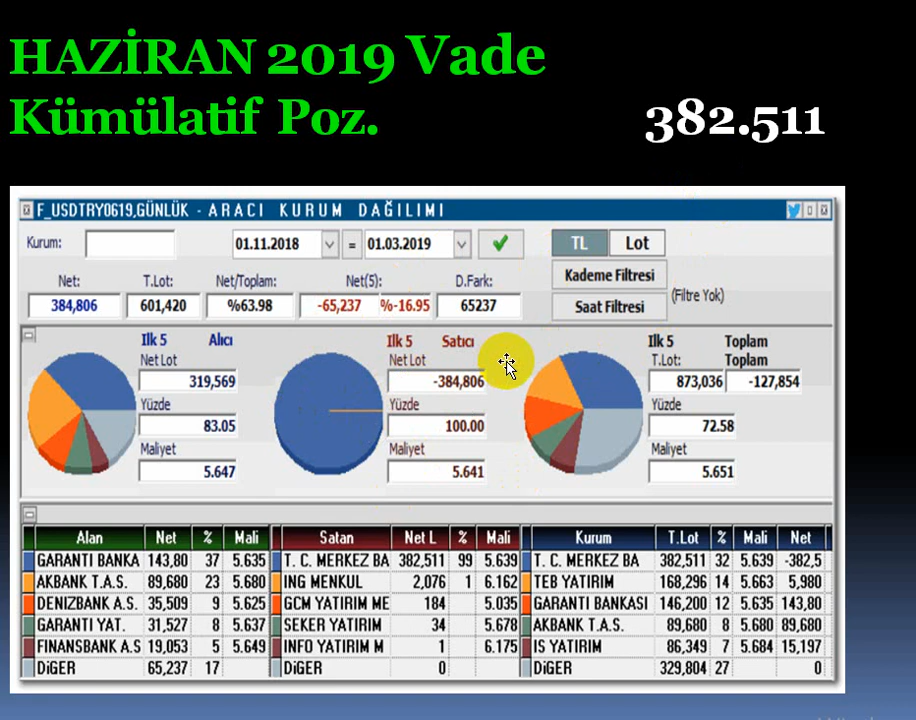 HAZİRAN 2019 Vade
Kümülatif Poz. 382.511
F_USDTRY0619,GÜNLÜK - ARACI KURUM DAĞILIMI
Kurum: 01.11.2018 = 01.03.2019 TL Lot
Kademe Filtresi
Net: T.Lot: Net/Toplam: Net(5): D.Fark:
384,806 601,420 %63.98 -65,237 %-16.95 65237
Saat Filtresi (Filtre Yok)
Ilk 5 Alıcı Ilk 5 Satıcı Ilk 5 Toplam
Net Lot Net Lot T.Lot: Toplam
319,569 -384,806 873,036 -127,854
Yüzde Yüzde Yüzde
83.05 100.00 72.58
Maliyet Maliyet Maliyet
5.647 5.641 5.651
Alan Net % Mali Satan Net L % Mali Kurum T.Lot % Mali Net
GARANTI BANKA 143,80 37 5.635 T. C. MERKEZ BA 382,511 99 5.639 T. C. MERKEZ BA 382,511 32 5.639 -382,5
AKBANK T.A.S. 89,680 23 5.680 ING MENKUL 2,076 1 6.162 TEB YATIRIM 168,296 14 5.663 5,980
DENIZBANK A.S. 35,509 9 5.625 GCM YATIRIM ME 184 5.035 GARANTI BANKASI 146,200 12 5.635 143,80
GARANTI YAT. 31,527 8 5.637 SEKER YATIRIM 34 5.678 AKBANK T.A.S. 89,680 8 5.680 89,680
FINANSBANK A.S 19,053 5 5.649 INFO YATIRIM M 1 6.175 IS YATIRIM 86,349 7 5.684 15,197
DiGER 65,237 17 DiGER 0 DiGER 329,804 27 0